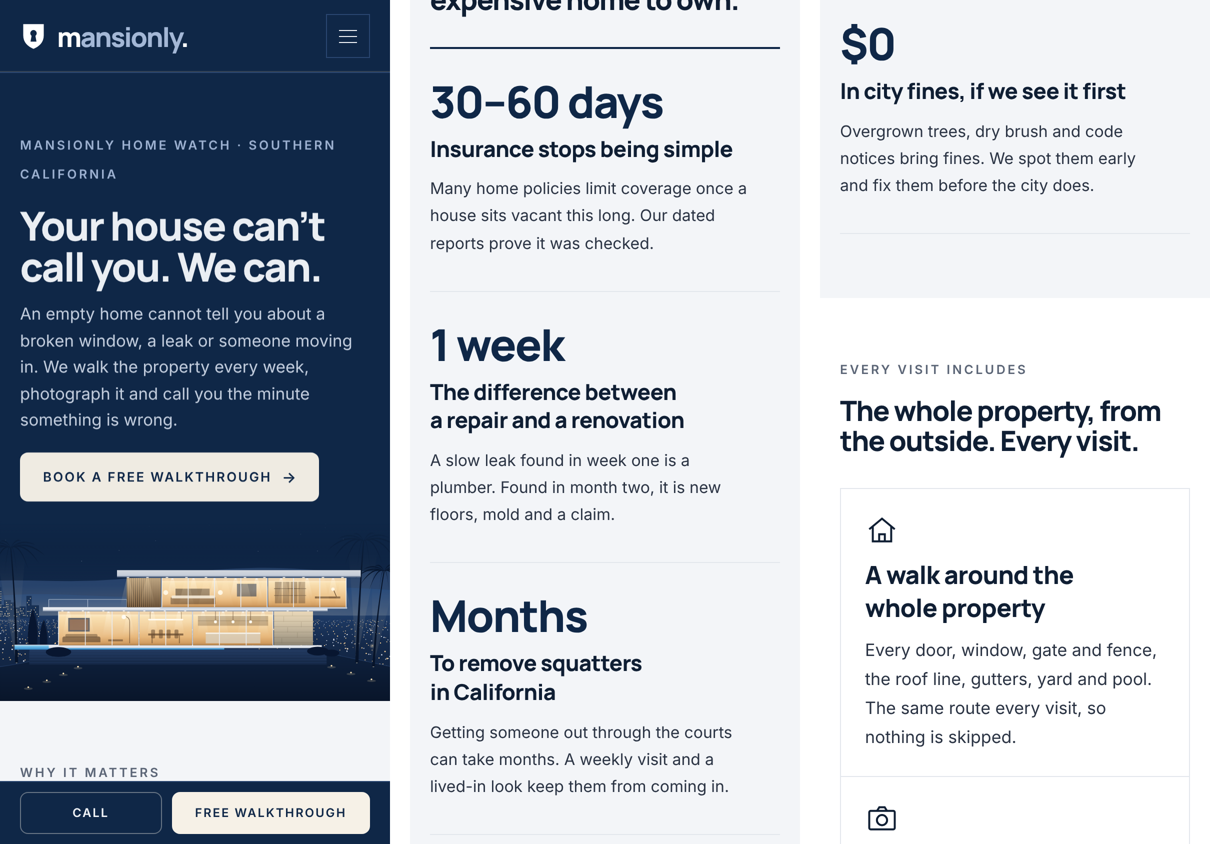 mansionly.
MANSIONLY HOME WATCH · SOUTHERN
CALIFORNIA
Your house can’t
call you. We can.
An empty home cannot tell you about a
broken window, a leak or someone moving
in. We walk the property every week,
photograph it and call you the minute
something is wrong.
BOOK A FREE WALKTHROUGH →
WHY IT MATTERS
CALL
FREE WALKTHROUGH
expensive home to own.
30–60 days
Insurance stops being simple
Many home policies limit coverage once a
house sits vacant this long. Our dated
reports prove it was checked.
1 week
The difference between
a repair and a renovation
A slow leak found in week one is a
plumber. Found in month two, it is new
floors, mold and a claim.
Months
To remove squatters
in California
Getting someone out through the courts
can take months. A weekly visit and a
lived-in look keep them from coming in.
$0
In city fines, if we see it first
Overgrown trees, dry brush and code
notices bring fines. We spot them early
and fix them before the city does.
EVERY VISIT INCLUDES
The whole property, from
the outside. Every visit.
A walk around the
whole property
Every door, window, gate and fence,
the roof line, gutters, yard and pool.
The same route every visit, so
nothing is skipped.